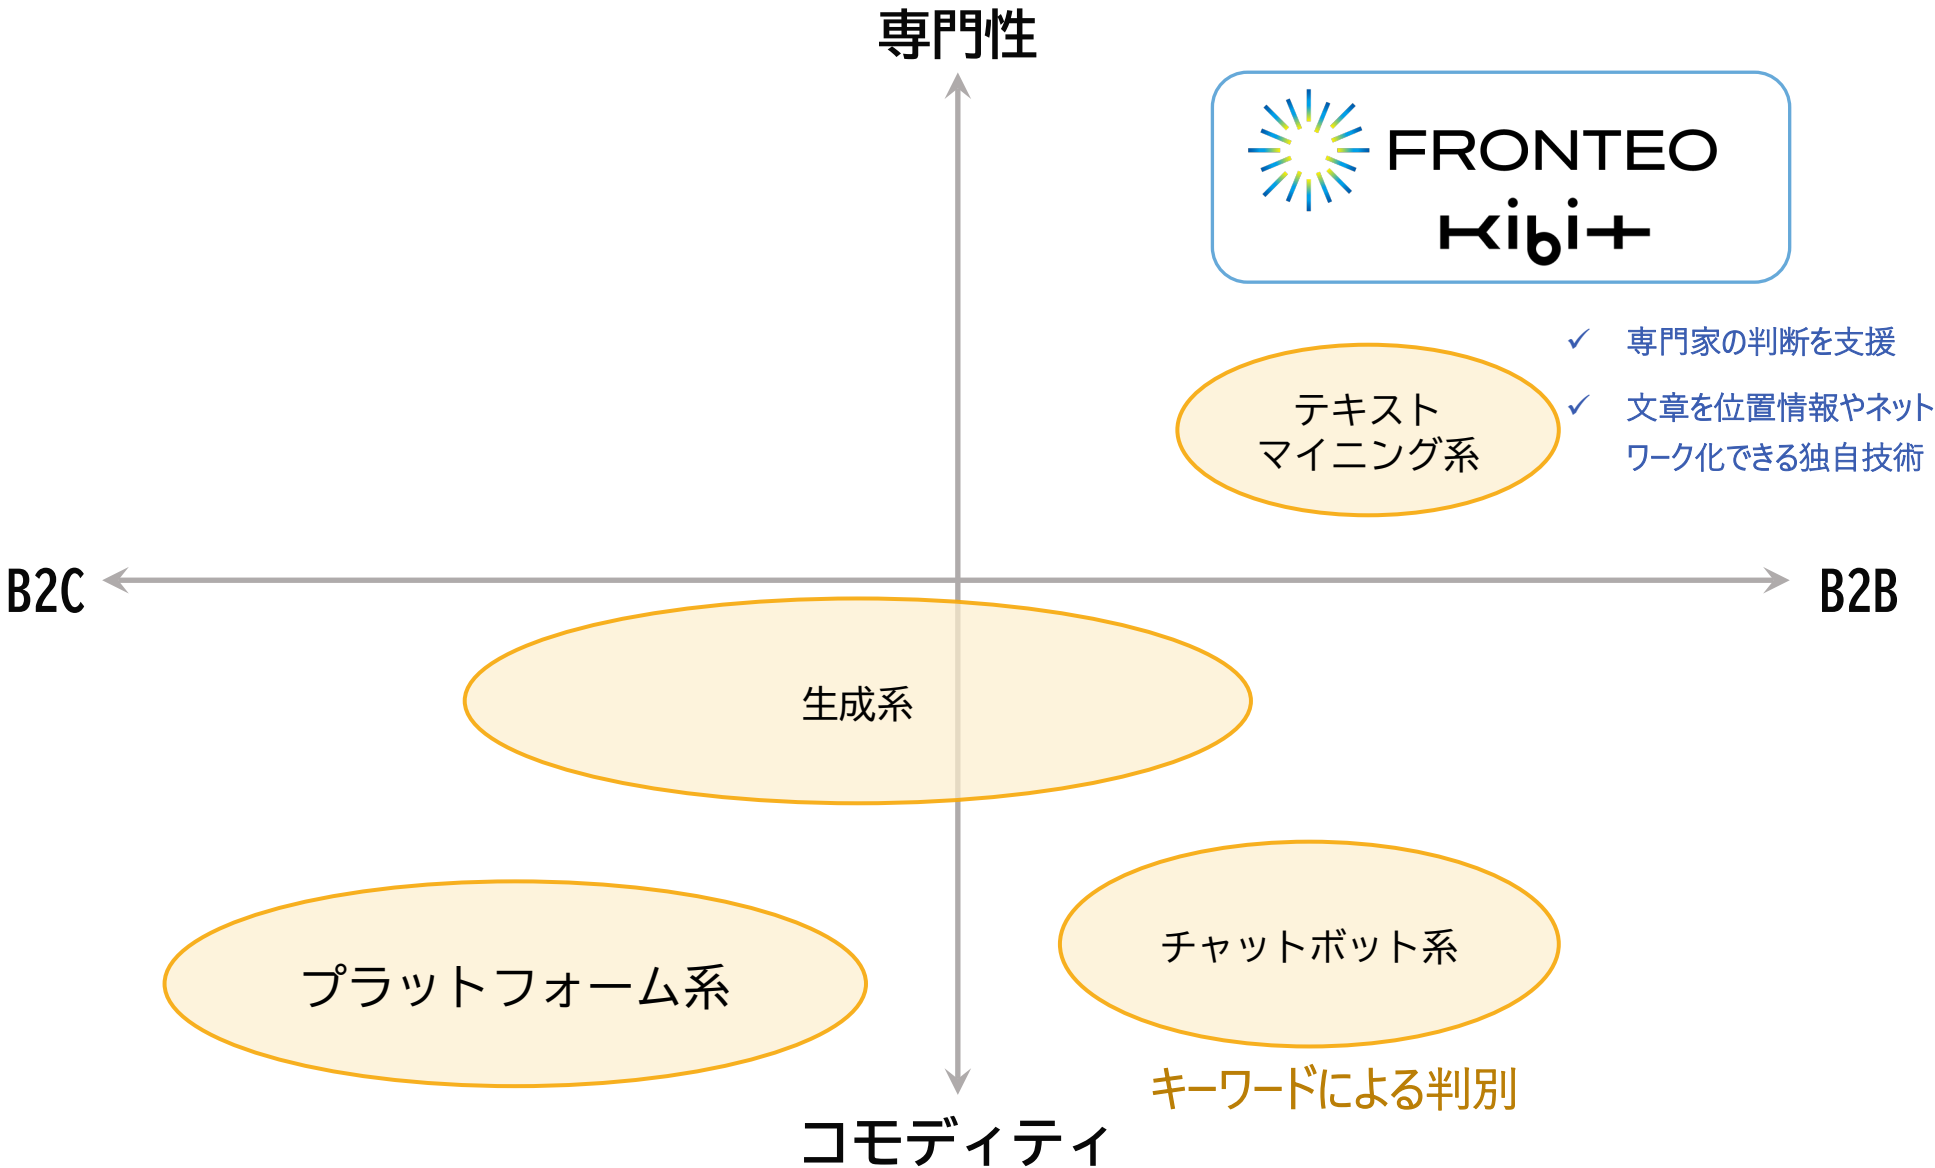 専門性
FRONTEO
KIBIT
✓ 専門家の判断を支援
✓ 文章を位置情報やネット
ワーク化できる独自技術
テキスト
マイニング系
B2C
B2B
生成系
チャットボット系
プラットフォーム系
キーワードによる判別
コモディティ